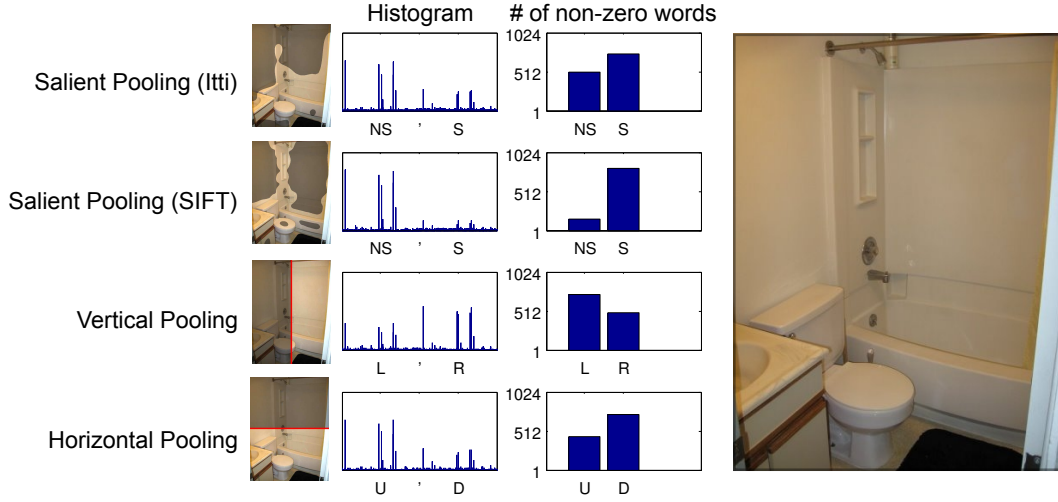 Histogram # of non-zero words
Salient Pooling (Itti)
1024
512
1
NS ’ S
NS S
Salient Pooling (SIFT)
1024
512
1
NS ’ S
NS S
Vertical Pooling
1024
512
1
L ’ R
L R
Horizontal Pooling
1024
512
1
U ’ D
U D